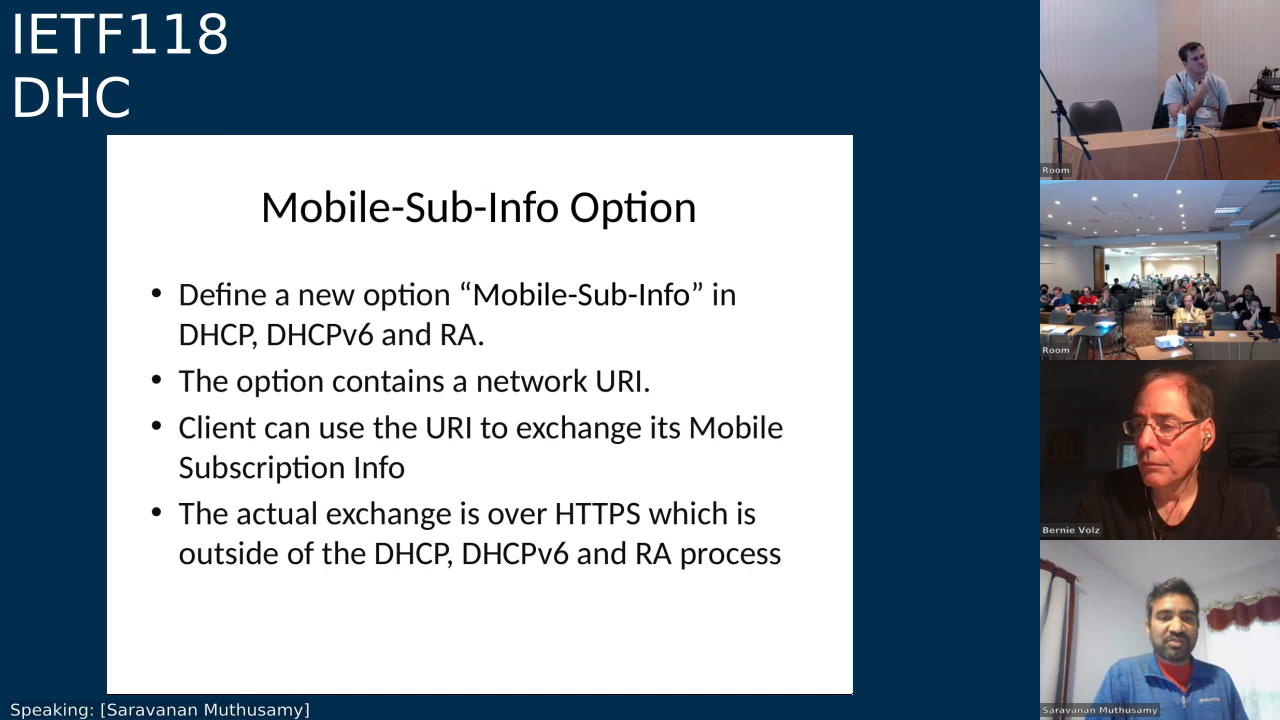 IETF118
DHC
Mobile-Sub-Info Option
• Define a new option “Mobile-Sub-Info” in
DHCP, DHCPv6 and RA.
• The option contains a network URI.
• Client can use the URI to exchange its Mobile
Subscription Info
• The actual exchange is over HTTPS which is
outside of the DHCP, DHCPv6 and RA process
Speaking: [Saravanan Muthusamy]
Room
Room
Bernie Volz
Saravanan Muthusamy